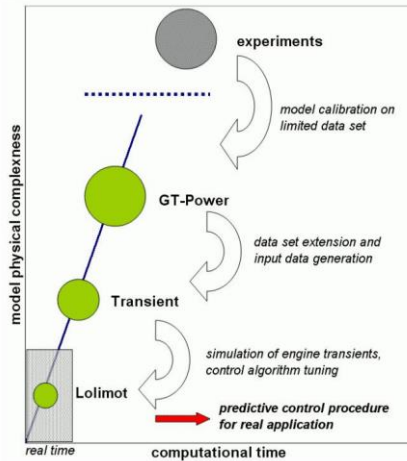 experiments
model calibration on
limited data set
GT-Power
data set extension and
input data generation
Transient
simulation of engine transients,
control algorithm tuning
Lolimot
predictive control procedure
for real application
real time
computational time
model physical complexness